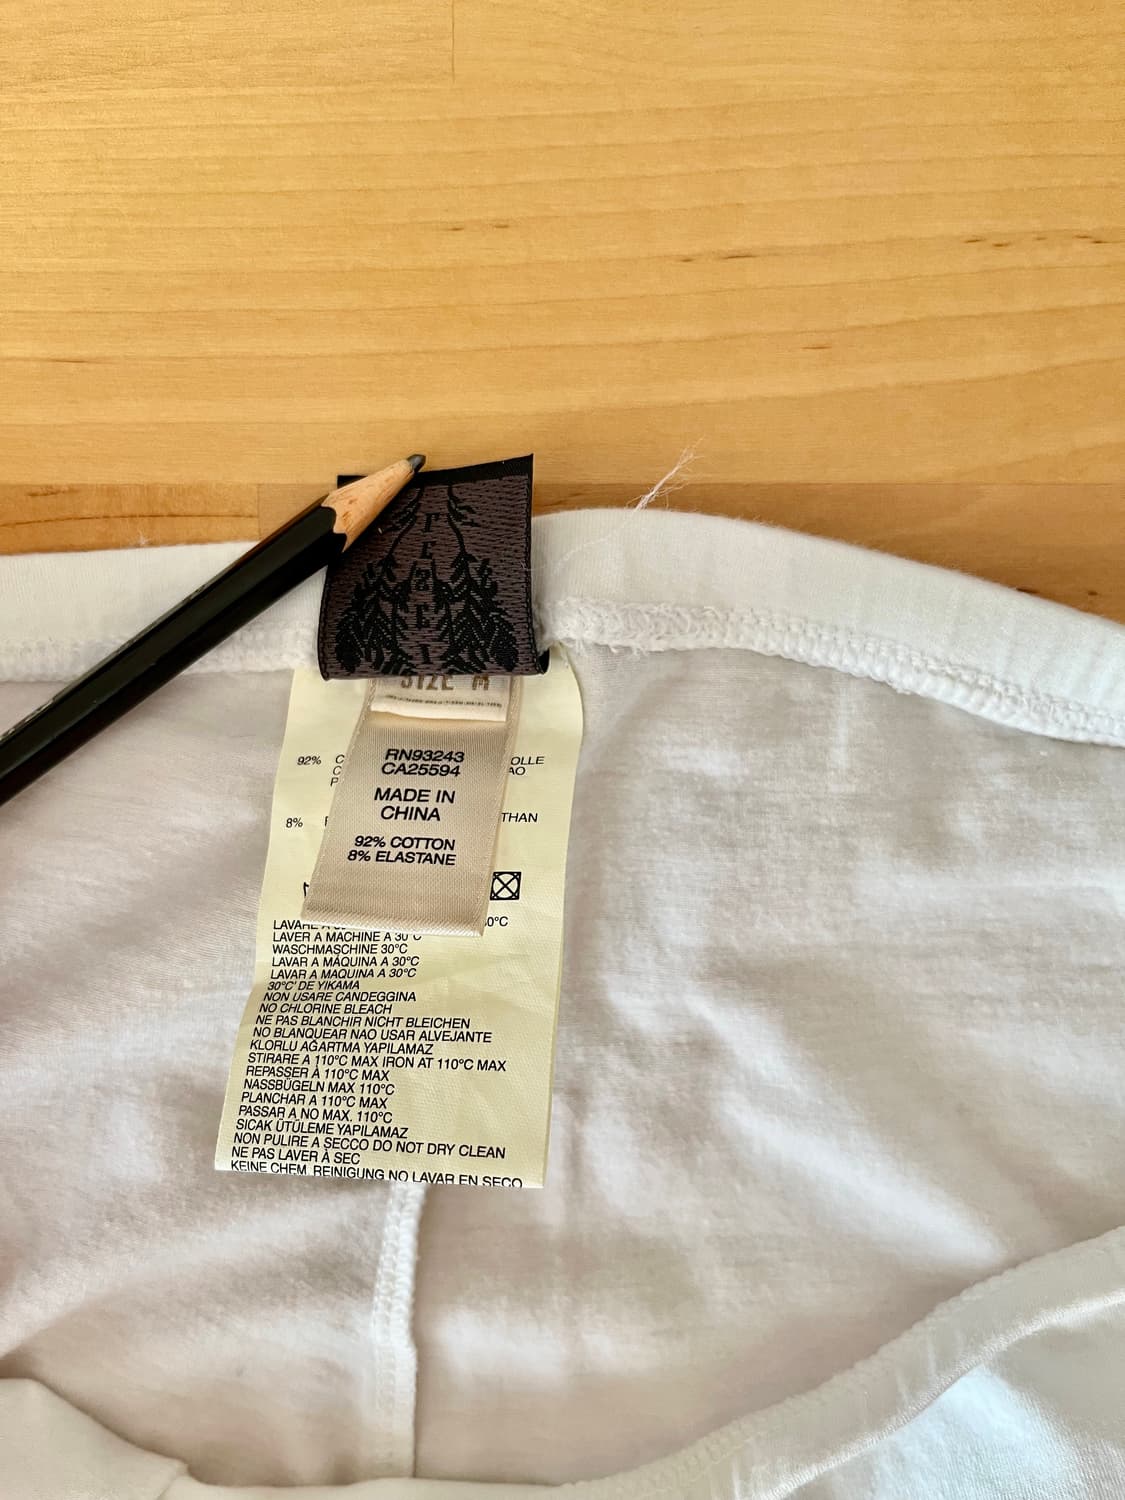 SIZE M
RN93243
CA25594
MADE IN
CHINA
92% COTTON
8% ELASTANE
92% C OLLE
C AO
P
8% THAN
LAVARE A 0°C
LAVER A MACHINE A 30°C
WASCHMASCHINE 30°C
LAVAR A MÁQUINA A 30°C
LAVAR A MAQUINA A 30°C
30°C' DE YIKAMA
NON USARE CANDEGGINA
NO CHLORINE BLEACH
NE PAS BLANCHIR NICHT BLEICHEN
NO BLANQUEAR NAO USAR ALVEJANTE
KLORLU AĞARTMA YAPILAMAZ
STIRARE A 110°C MAX IRON AT 110°C MAX
REPASSER À 110°C MAX
NASSBÜGELN MAX 110°C
PLANCHAR A 110°C MAX
PASSAR A NO MAX. 110°C
SICAK ÜTÜLEME YAPILAMAZ
NON PULIRE A SECCO DO NOT DRY CLEAN
NE PAS LAVER À SEC
KEINE CHEM. REINIGUNG NO LAVAR EN SECO